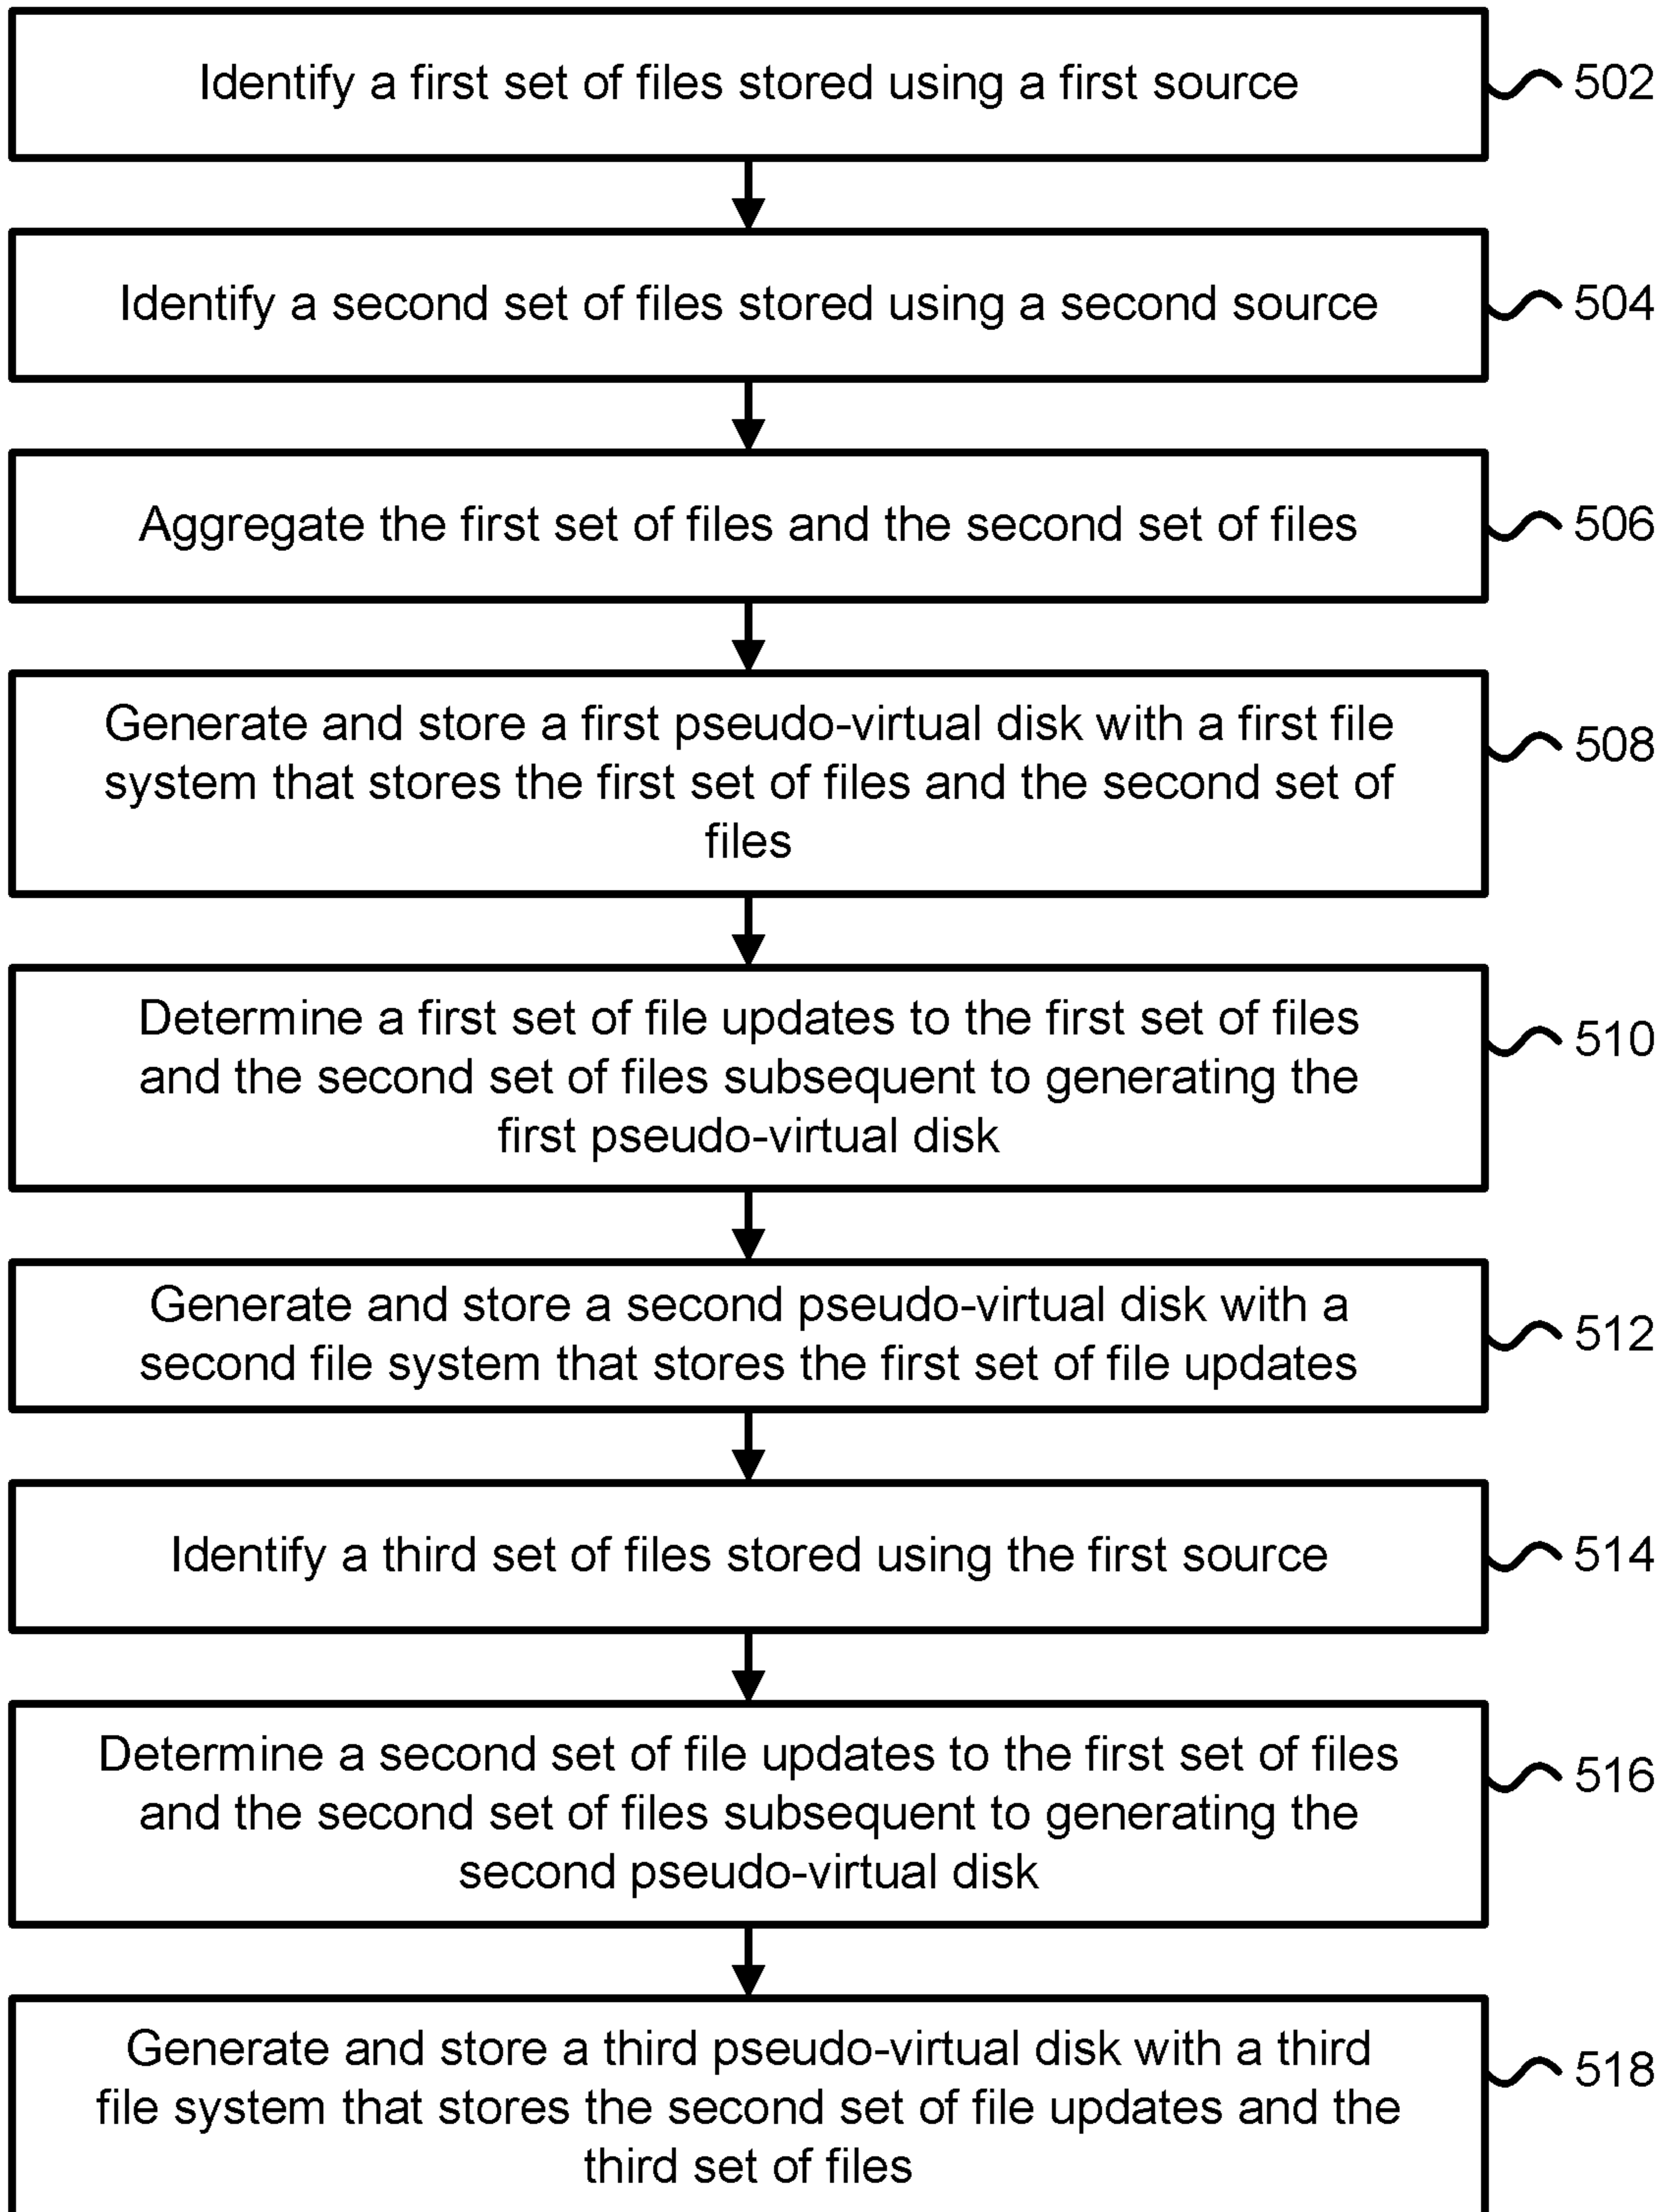 Identify a first set of files stored using a first source
502
Identify a second set of files stored using a second source
504
Aggregate the first set of files and the second set of files
506
Generate and store a first pseudo-virtual disk with a first file
system that stores the first set of files and the second set of
files
508
Determine a first set of file updates to the first set of files
and the second set of files subsequent to generating the
first pseudo-virtual disk
510
Generate and store a second pseudo-virtual disk with a
second file system that stores the first set of file updates
512
Identify a third set of files stored using the first source
514
Determine a second set of file updates to the first set of files
and the second set of files subsequent to generating the
second pseudo-virtual disk
516
Generate and store a third pseudo-virtual disk with a third
file system that stores the second set of file updates and the
third set of files
518